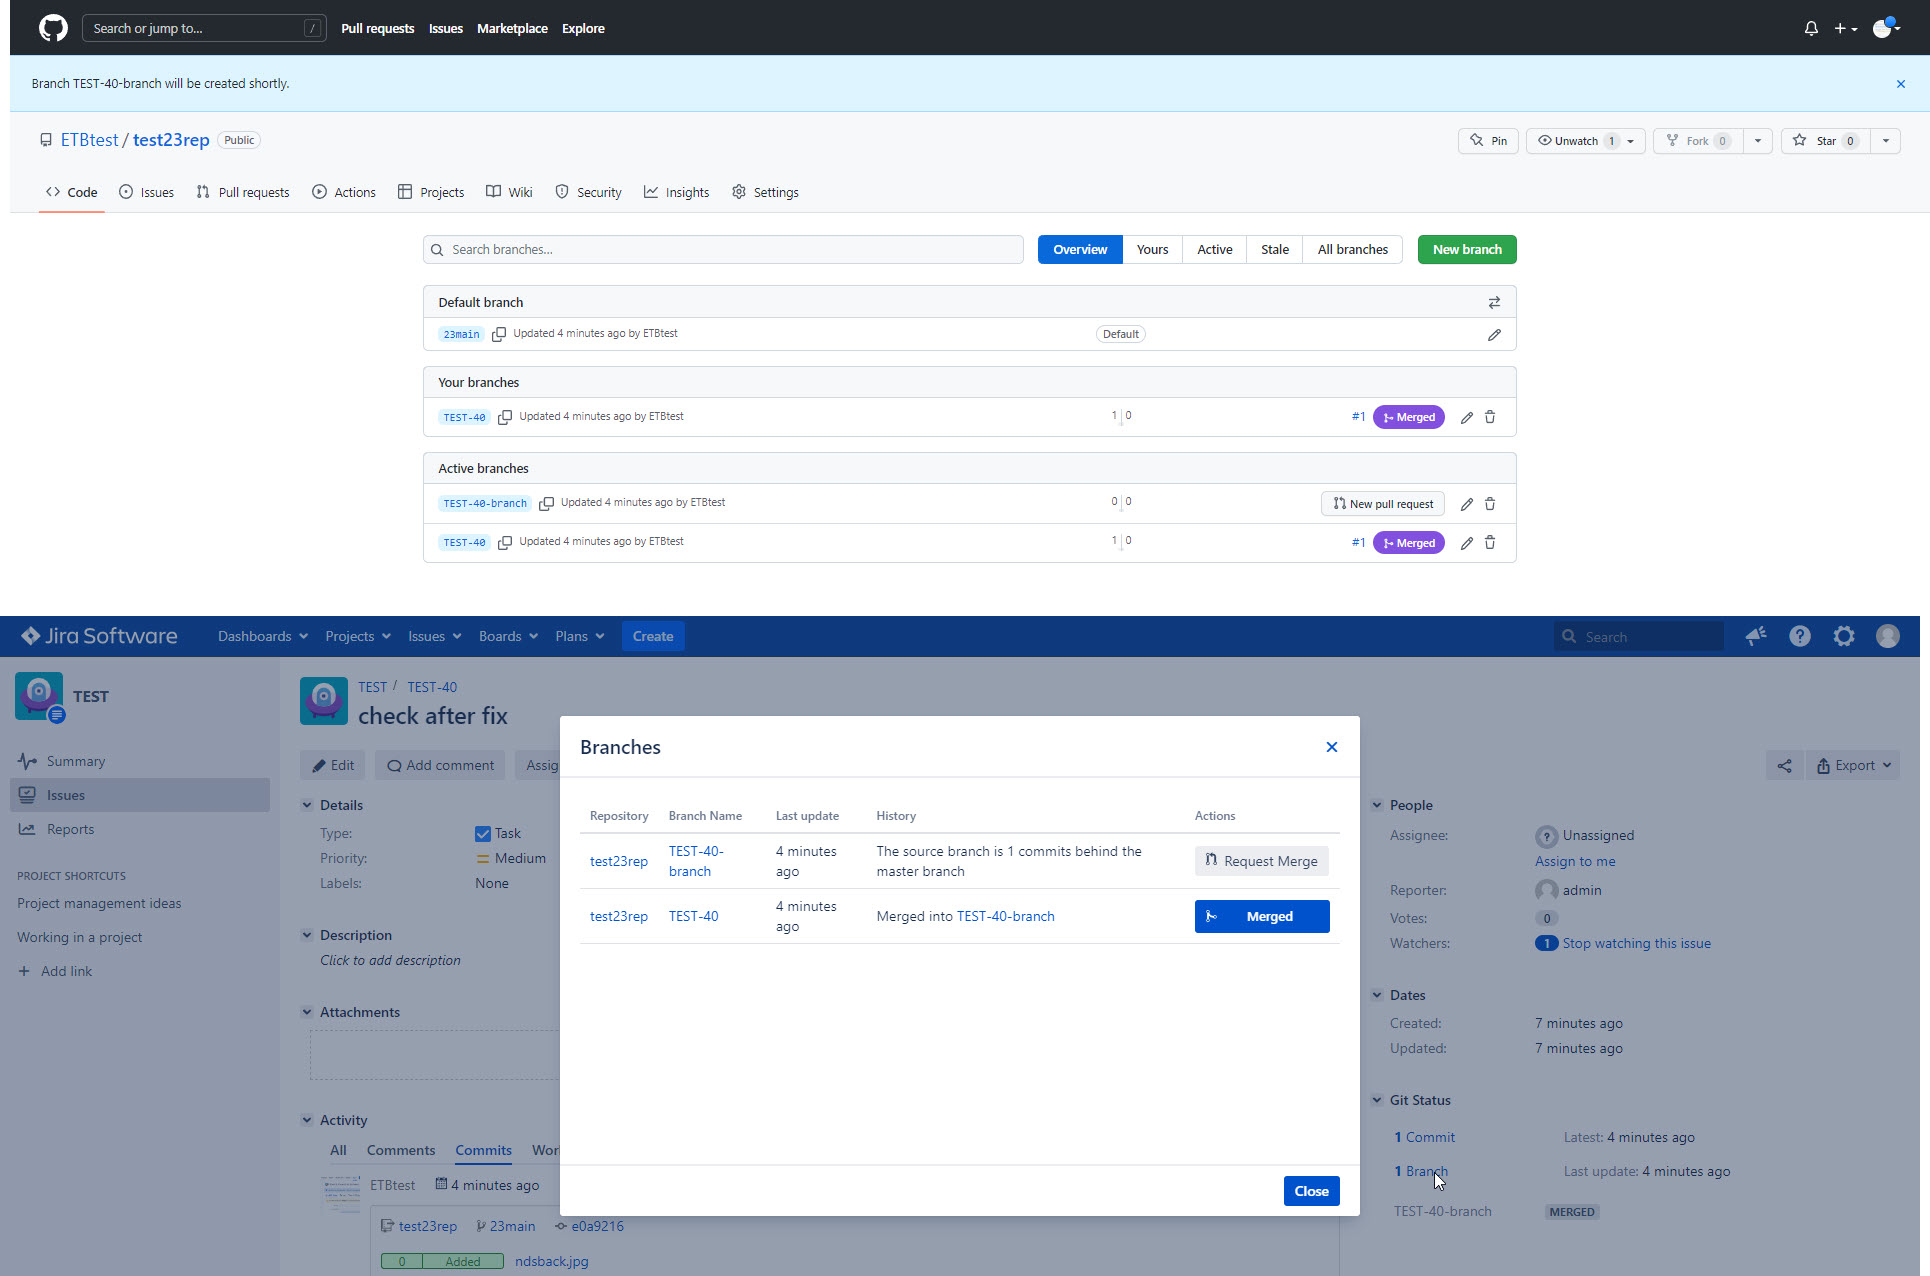 Search or jump to... / Pull requests Issues Marketplace Explore
Branch TEST-40-branch will be created shortly.
ETBtest / test23rep Public Pin Unwatch 1 Fork 0 Star 0
Code Issues Pull requests Actions Projects Wiki Security Insights Settings
Search branches... Overview Yours Active Stale All branches New branch
Default branch
23main Updated 4 minutes ago by ETBtest Default
Your branches
TEST-40 Updated 4 minutes ago by ETBtest 1 0 #1 Merged
Active branches
TEST-40-branch Updated 4 minutes ago by ETBtest 0 0 New pull request
TEST-40 Updated 4 minutes ago by ETBtest 1 0 #1 Merged
Jira Software Dashboards Projects Issues Boards Plans Create Search
TEST
Summary
Issues
Reports
PROJECT SHORTCUTS
Project management ideas
Working in a project
+ Add link
TEST / TEST-40
check after fix
Edit Add comment Assig
Export
Details
Type: Task
Priority: Medium
Labels: None
Description
Click to add description
Attachments
Activity
All Comments Commits Wor
ETBtest 4 minutes ago
test23rep 23main e0a9216
0 Added ndsback.jpg
Branches
Repository Branch Name Last update History Actions
test23rep TEST-40-branch 4 minutes ago The source branch is 1 commits behind the master branch Request Merge
test23rep TEST-40 4 minutes ago Merged into TEST-40-branch Merged
Close
People
Assignee: Unassigned
Assign to me
Reporter: admin
Votes: 0
Watchers: 1 Stop watching this issue
Dates
Created: 7 minutes ago
Updated: 7 minutes ago
Git Status
1 Commit Latest: 4 minutes ago
1 Branch Last update: 4 minutes ago
TEST-40-branch MERGED